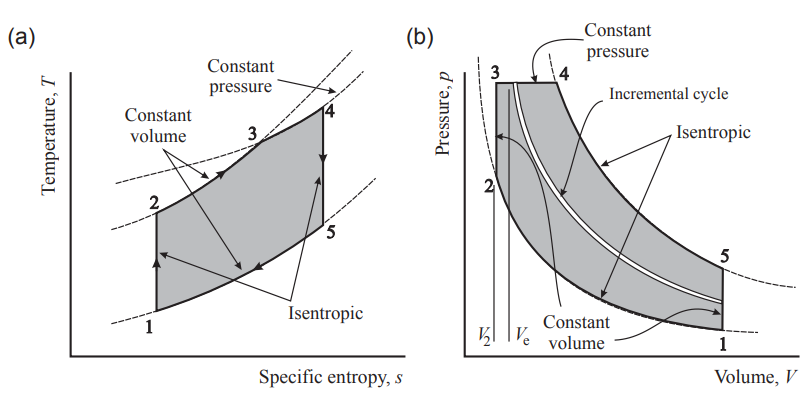 (a)
Temperature, T
Constant
pressure
Constant
volume
1
2
3
4
5
Isentropic
Specific entropy, s
(b)
Pressure, p
Constant
pressure
3
4
Incremental cycle
Isentropic
2
5
V2
Ve
Constant
volume
1
Volume, V